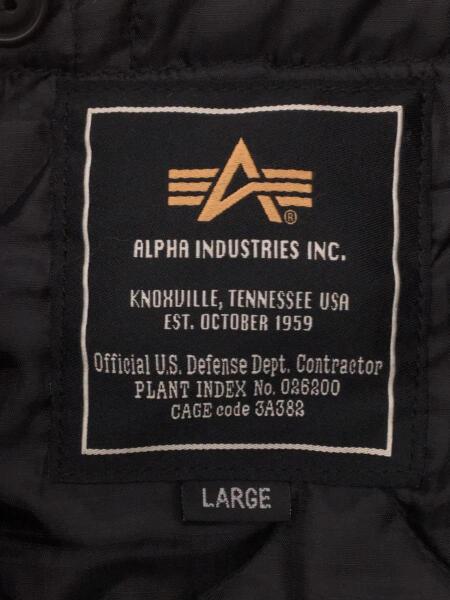 ALPHA INDUSTRIES INC.
KNOXVILLE, TENNESSEE USA
EST. OCTOBER 1959
Official U.S. Defense Dept. Contractor
PLANT INDEX No. 026200
CAGE code 3A382
LARGE